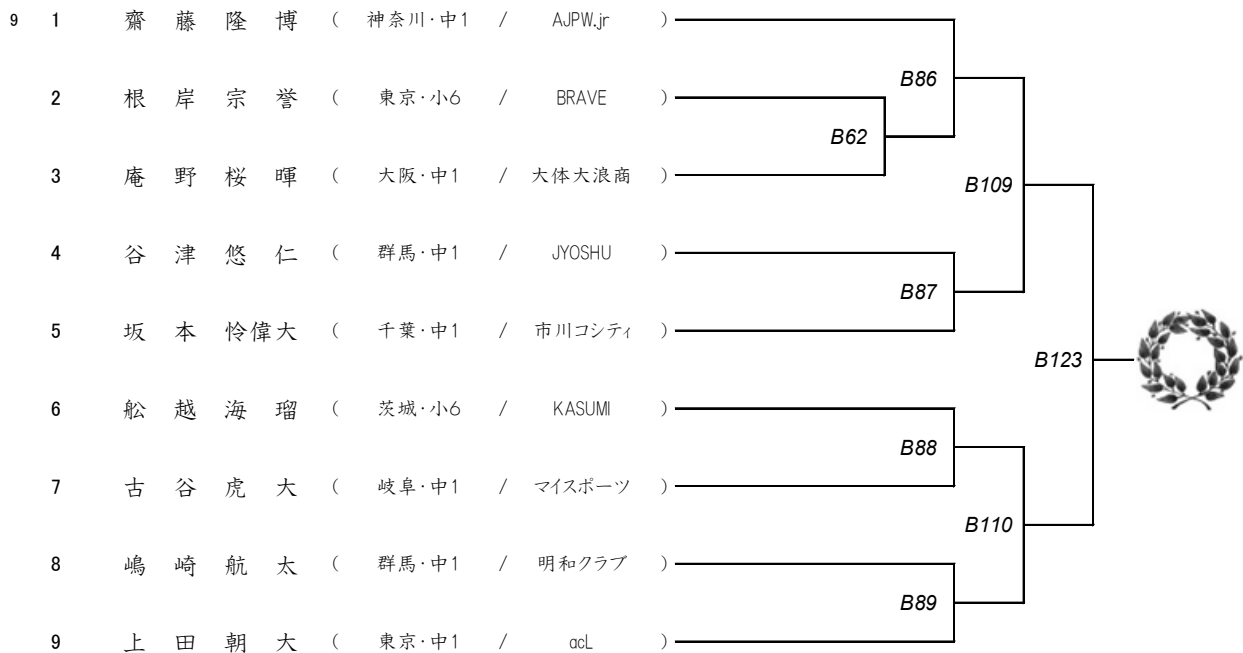 9 1 齋藤隆博 ( 神奈川・中1 / AJPW.jr )
B86
2 根岸宗誉 ( 東京・小6 / BRAVE )
B62
3 庵野桜暉 ( 大阪・中1 / 大体大浪商 )
B109
4 谷津悠仁 ( 群馬・中1 / JYOSHU )
B87
5 坂本怜偉大 ( 千葉・中1 / 市川コシティ )
B123
6 舩越海瑠 ( 茨城・小6 / KASUMI )
B88
7 古谷虎大 ( 岐阜・中1 / マイスポーツ )
B110
8 嶋崎航太 ( 群馬・中1 / 明和クラブ )
B89
9 上田朝大 ( 東京・中1 / acL )